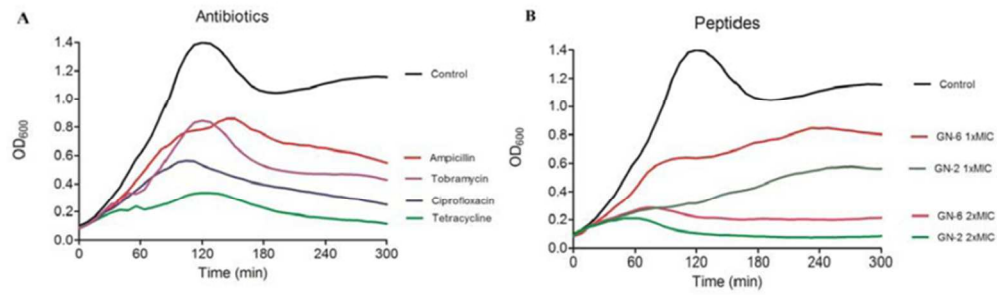 A
Antibiotics
1.4
1.2
1.0
0.8
0.6
0.4
0.2
0.0
OD600
0 60 120 180 240 300
Time (min)
Control
Ampicillin
Tobramycin
Ciprofloxacin
Tetracycline
B
Peptides
1.4
1.2
1.0
0.8
0.6
0.4
0.2
0.0
OD600
0 60 120 180 240 300
Time (min)
Control
GN-6 1xMIC
GN-2 1xMIC
GN-6 2xMIC
GN-2 2xMIC